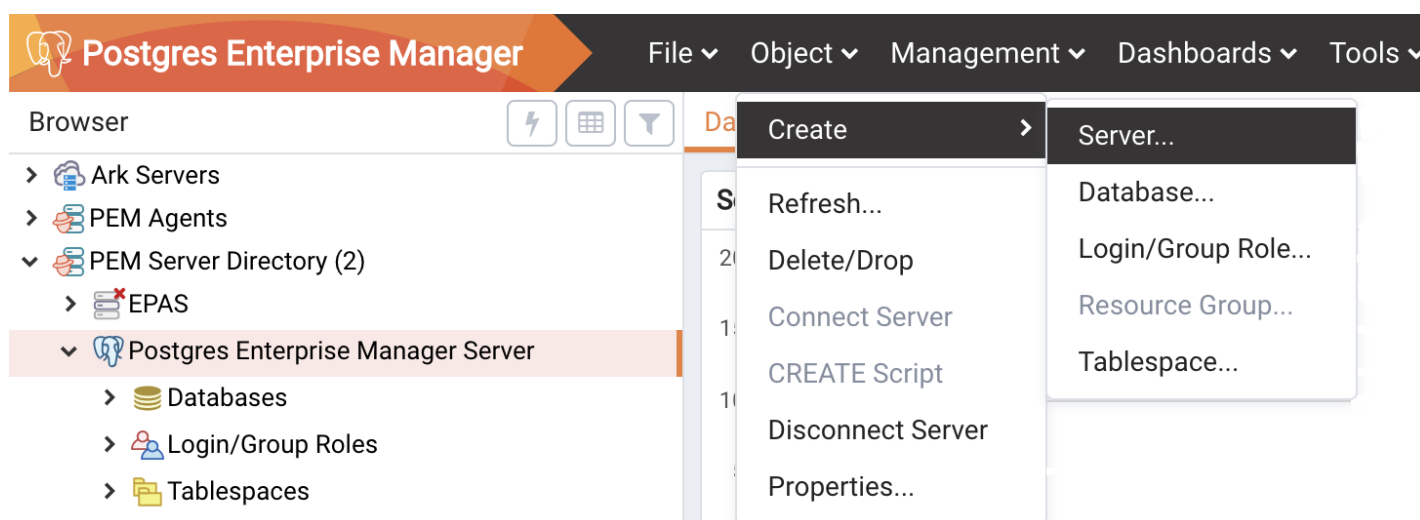 Postgres Enterprise Manager File Object Management Dashboards Tools
Browser
Ark Servers
PEM Agents
PEM Server Directory (2)
EPAS
Postgres Enterprise Manager Server
Databases
Login/Group Roles
Tablespaces
Create
Refresh...
Delete/Drop
Connect Server
CREATE Script
Disconnect Server
Properties...
Server...
Database...
Login/Group Role...
Resource Group...
Tablespace...